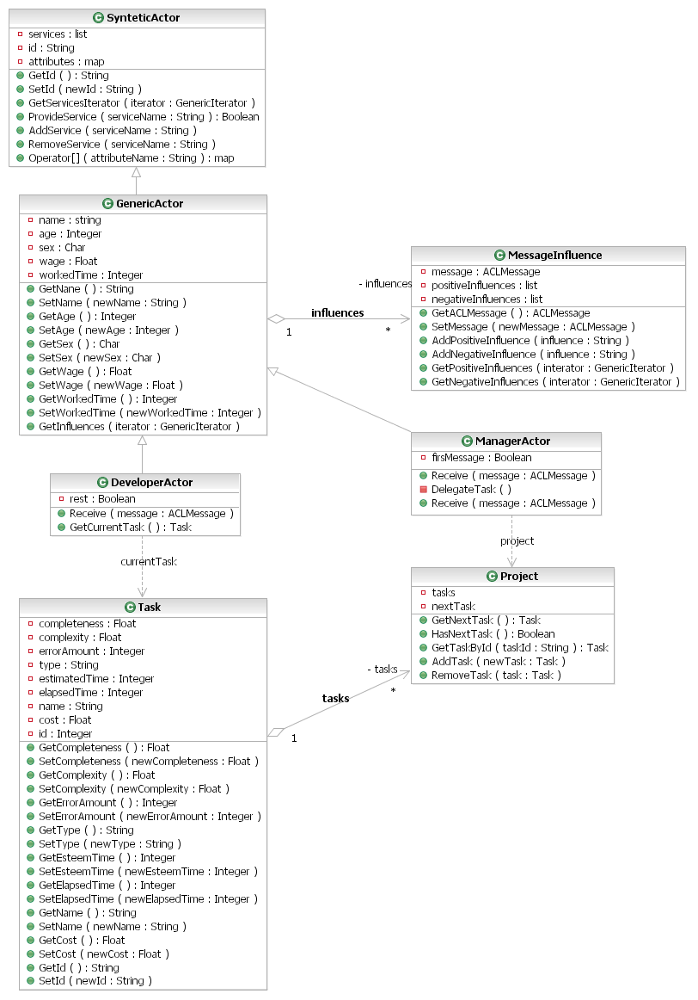 SynteticActor
services : list
id : String
attributes : map
GetId ( ) : String
SetId ( newId : String )
GetServicesIterator ( iterator : GenericIterator )
ProvideService ( serviceName : String ) : Boolean
AddService ( serviceName : String )
RemoveService ( serviceName : String )
Operator[] ( attributeName : String ) : map
GenericActor
name : string
age : Integer
sex : Char
wage : Float
workedTime : Integer
GetNane ( ) : String
SetName ( newName : String )
GetAge ( ) : Integer
SetAge ( newAge : Integer )
GetSex ( ) : Char
SetSex ( newSex : Char )
GetWage ( ) : Float
SetWage ( newWage : Float )
GetWorkedTime ( ) : Integer
SetWorkedTime ( newWorkedTime : Integer )
GetInfluences ( iterator : GenericIterator )
- influences
influences
1
*
MessageInfluence
message : ACLMessage
positiveInfluences : list
negativeInfluences : list
GetACLMessage ( ) : ACLMessage
SetMessage ( newMessage : ACLMessage )
AddPositiveInfluence ( influence : String )
AddNegativeInfluence ( influence : String )
GetPositiveInfluences ( interator : GenericIterator )
GetNegativeInfluences ( interator : GenericIterator )
DeveloperActor
rest : Boolean
Receive ( message : ACLMessage )
GetCurrentTask ( ) : Task
currentTask
ManagerActor
firsMessage : Boolean
Receive ( message : ACLMessage )
DelegateTask ( )
Receive ( message : ACLMessage )
project
Project
tasks
nextTask
GetNextTask ( ) : Task
HasNextTask ( ) : Boolean
GetTaskById ( taskId : String ) : Task
AddTask ( newTask : Task )
RemoveTask ( task : Task )
- tasks
*
tasks
1
Task
completeness : Float
complexity : Float
errorAmount : Integer
type : String
estimatedTime : Integer
elapsedTime : Integer
name : String
cost : Float
id : Integer
GetCompleteness ( ) : Float
SetCompleteness ( newCompleteness : Float )
GetComplexity ( ) : Float
SetComplexity ( newComplexity : Float )
GetErrorAmount ( ) : Integer
SetErrorAmount ( newErrorAmount : Integer )
GetType ( ) : String
SetType ( newType : String )
GetEsteemTime ( ) : Integer
SetEsteemTime ( newEsteemTime : Integer )
GetElapsedTime ( ) : Integer
SetElapsedTime ( newElapsedTime : Integer )
GetName ( ) : String
SetName ( newName : String )
GetCost ( ) : Float
SetCost ( newCost : Float )
GetId ( ) : String
SetId ( newId : String )